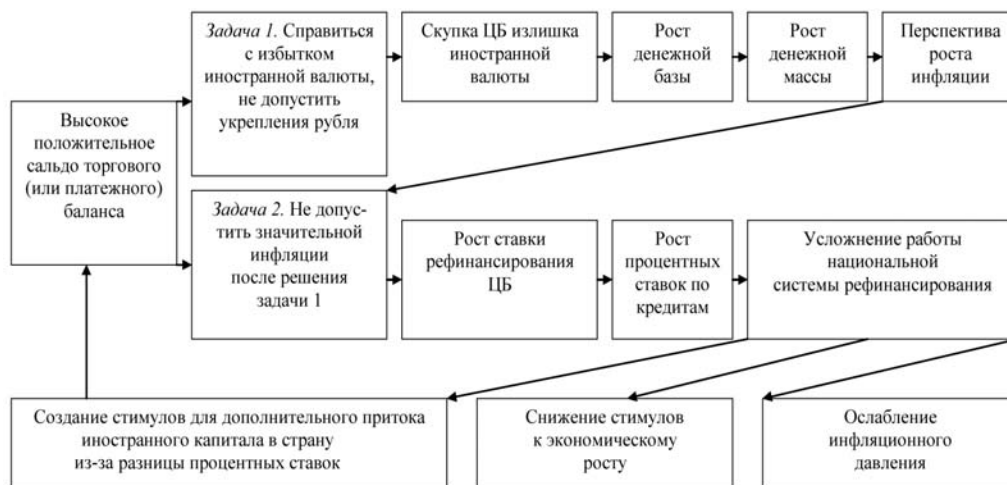 Задача 1. Справиться
с избытком
иностранной валюты,
не допустить
укрепления рубля
Скупка ЦБ излишка
иностранной
валюты
Рост
денежной
базы
Рост
денежной
массы
Перспектива
роста
инфляции
Высокое
положительное
сальдо торгового
(или платежного)
баланса
Задача 2. Не допус-
тить значительной
инфляции
после решения
задачи 1
Рост ставки
рефинансирования
ЦБ
Рост
процентных
ставок по
кредитам
Усложнение работы
национальной
системы рефинансирования
Создание стимулов для дополнительного притока
иностранного капитала в страну
из-за разницы процентных ставок
Снижение стимулов
к экономическому
росту
Ослабление
инфляционного
давления